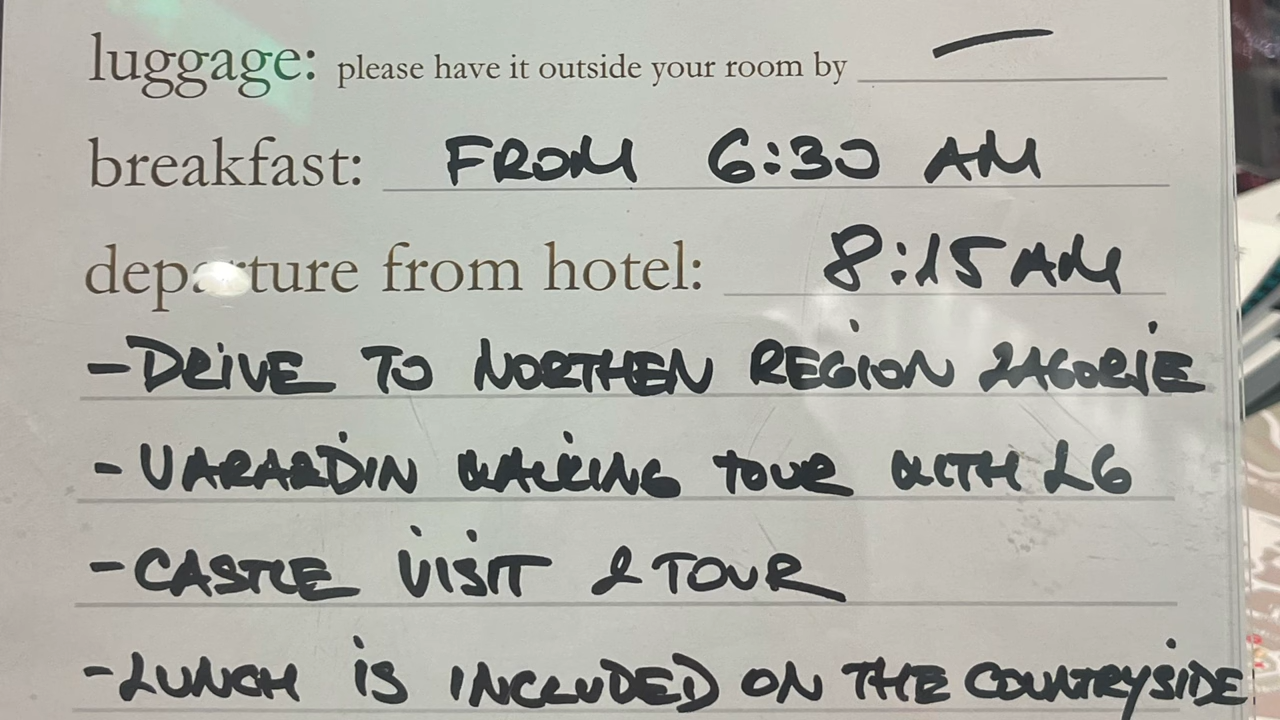 luggage: please have it outside your room by —
breakfast: FROM 6:30 AM
departure from hotel: 8:15 AM
- DRIVE TO NORTHEN REGION ZAGORJE
- VARAŽDIN WALKING TOUR WITH LG
- CASTLE VISIT & TOUR
- LUNCH IS INCLUDED ON THE COUNTRYSIDE